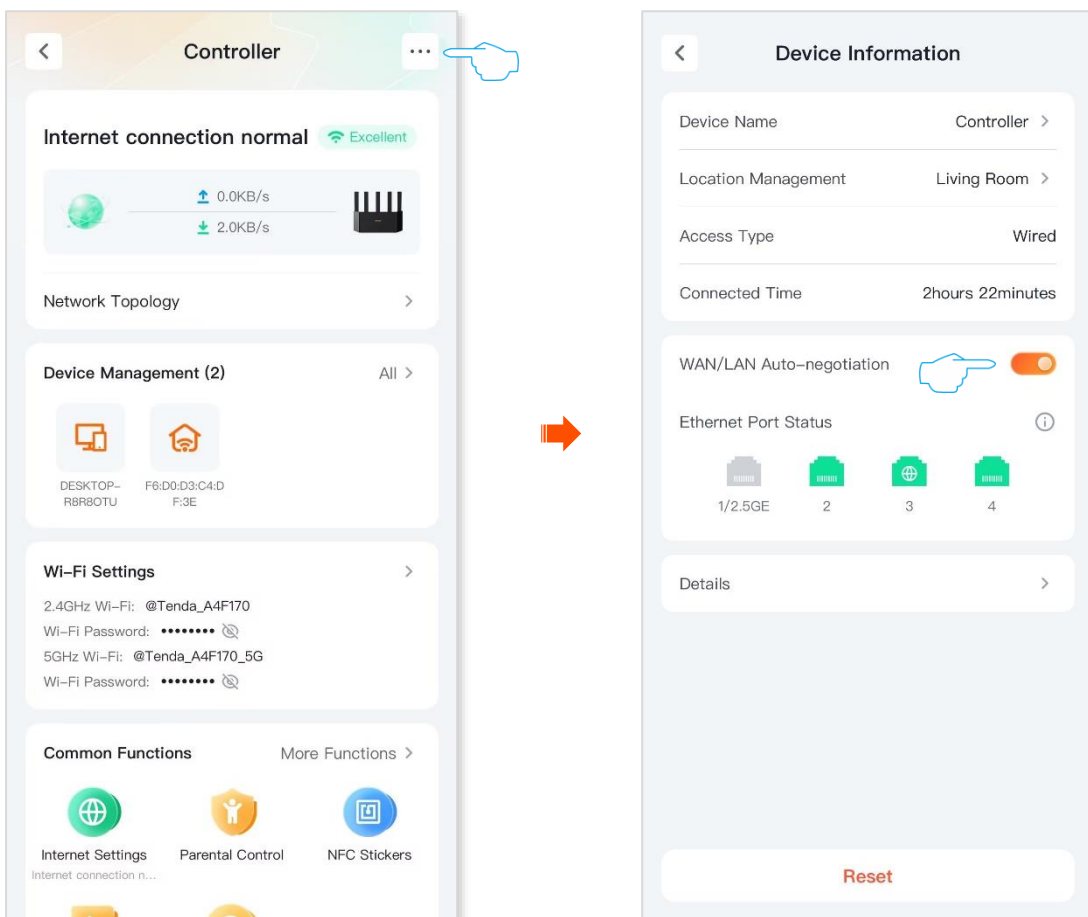 Controller
Internet connection normal Excellent
0.0KB/s
2.0KB/s
Network Topology
Device Management (2) All
DESKTOP-
R8R8OTU
F6:D0:D3:C4:D
F:3E
Wi-Fi Settings
2.4GHz Wi-Fi: @Tenda_A4F170
Wi-Fi Password: ••••••••
5GHz Wi-Fi: @Tenda_A4F170_5G
Wi-Fi Password: ••••••••
Common Functions More Functions
Internet Settings
Internet connection n...
Parental Control
NFC Stickers
Device Information
Device Name Controller
Location Management Living Room
Access Type Wired
Connected Time 2hours 22minutes
WAN/LAN Auto-negotiation
Ethernet Port Status
1/2.5GE 2 3 4
Details
Reset